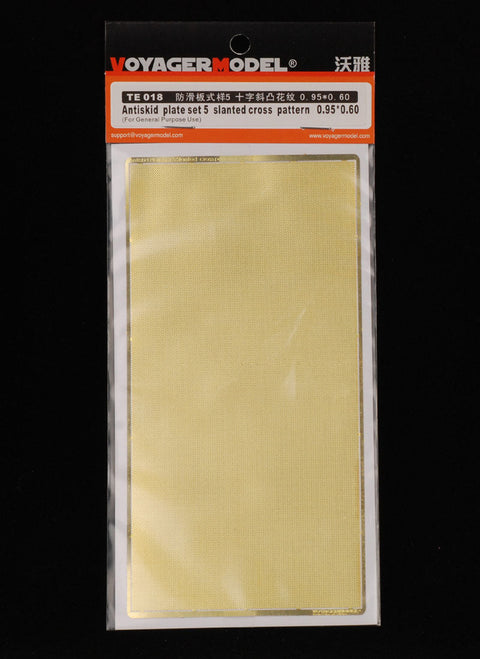 VOYAGERMODEL® 沃雅
TE 018 防滑板式样5 十字斜凸花纹 0.95*0.60
Antiskid plate set 5 slanted cross pattern 0.95*0.60
(For General Purpose Use)
support@voyagermodel.com www.voyagermodel.com